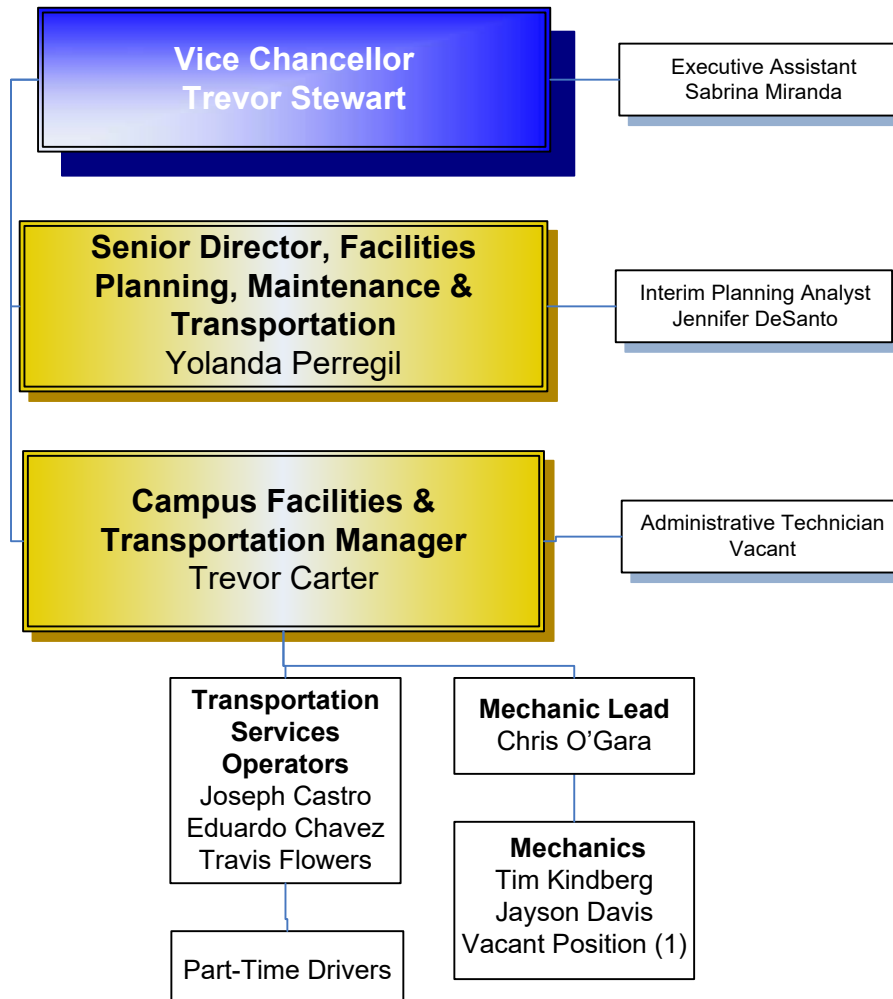 Vice Chancellor
Trevor Stewart
Executive Assistant
Sabrina Miranda
Senior Director, Facilities
Planning, Maintenance &
Transportation
Yolanda Perregil
Interim Planning Analyst
Jennifer DeSanto
Campus Facilities &
Transportation Manager
Trevor Carter
Administrative Technician
Vacant
Transportation
Services
Operators
Joseph Castro
Eduardo Chavez
Travis Flowers
Part-Time Drivers
Mechanic Lead
Chris O’Gara
Mechanics
Tim Kindberg
Jayson Davis
Vacant Position (1)